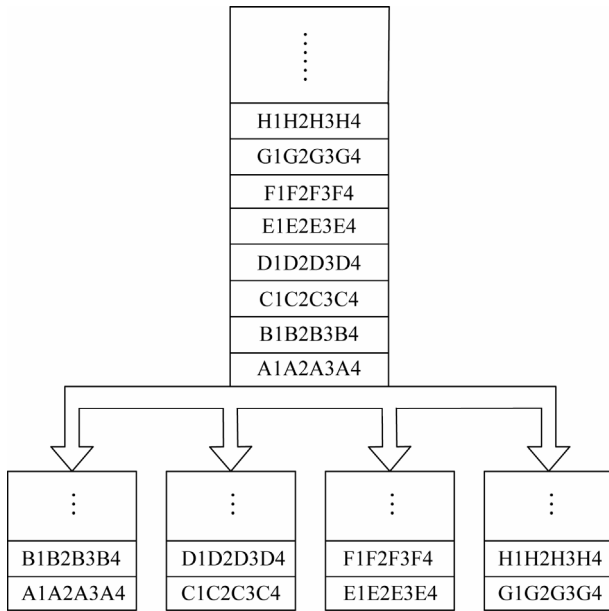 H1H2H3H4
G1G2G3G4
F1F2F3F4
E1E2E3E4
D1D2D3D4
C1C2C3C4
B1B2B3B4
A1A2A3A4
B1B2B3B4 D1D2D3D4 F1F2F3F4 H1H2H3H4
A1A2A3A4 C1C2C3C4 E1E2E3E4 G1G2G3G4